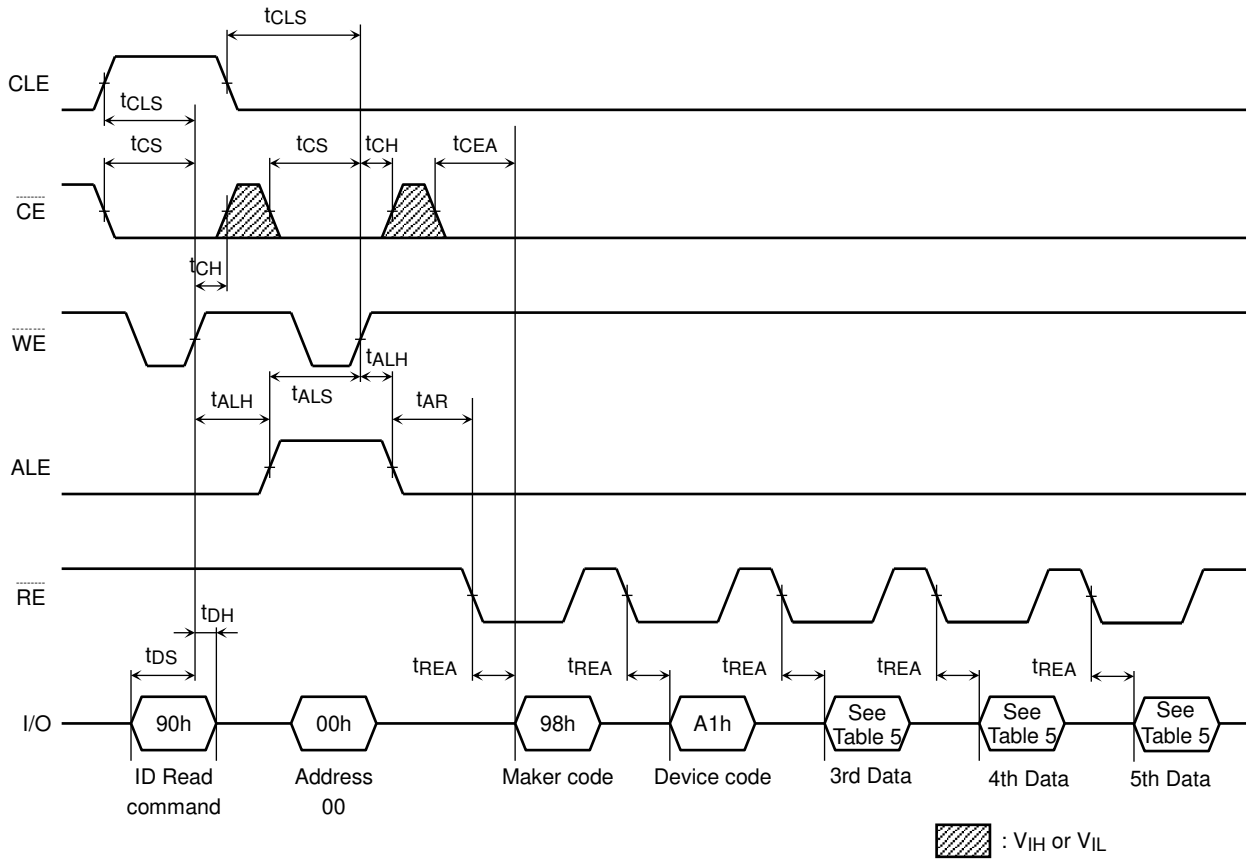 tCLS
CLE
tCLS
tCS
tCS
tCH
tCEA
CE
tCH
WE
tALH
tALH
tALS
tAR
ALE
RE
tDH
tDS
tREA
tREA
tREA
tREA
tREA
I/O
90h
00h
98h
A1h
See
Table 5
See
Table 5
See
Table 5
ID Read
command
Address
00
Maker code
Device code
3rd Data
4th Data
5th Data
: VIH or VIL